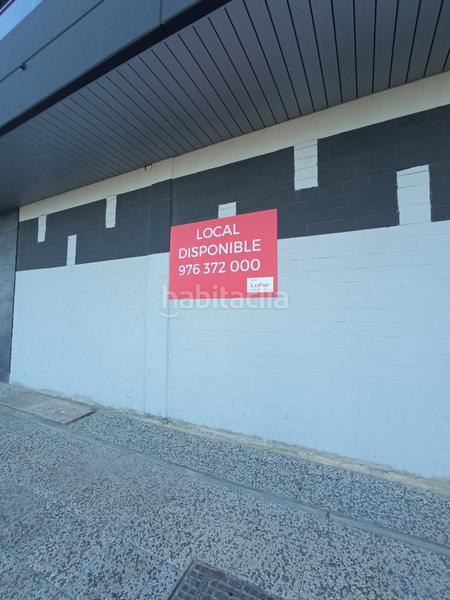 LOCAL
DISPONIBLE
976 372 000
habitaclia